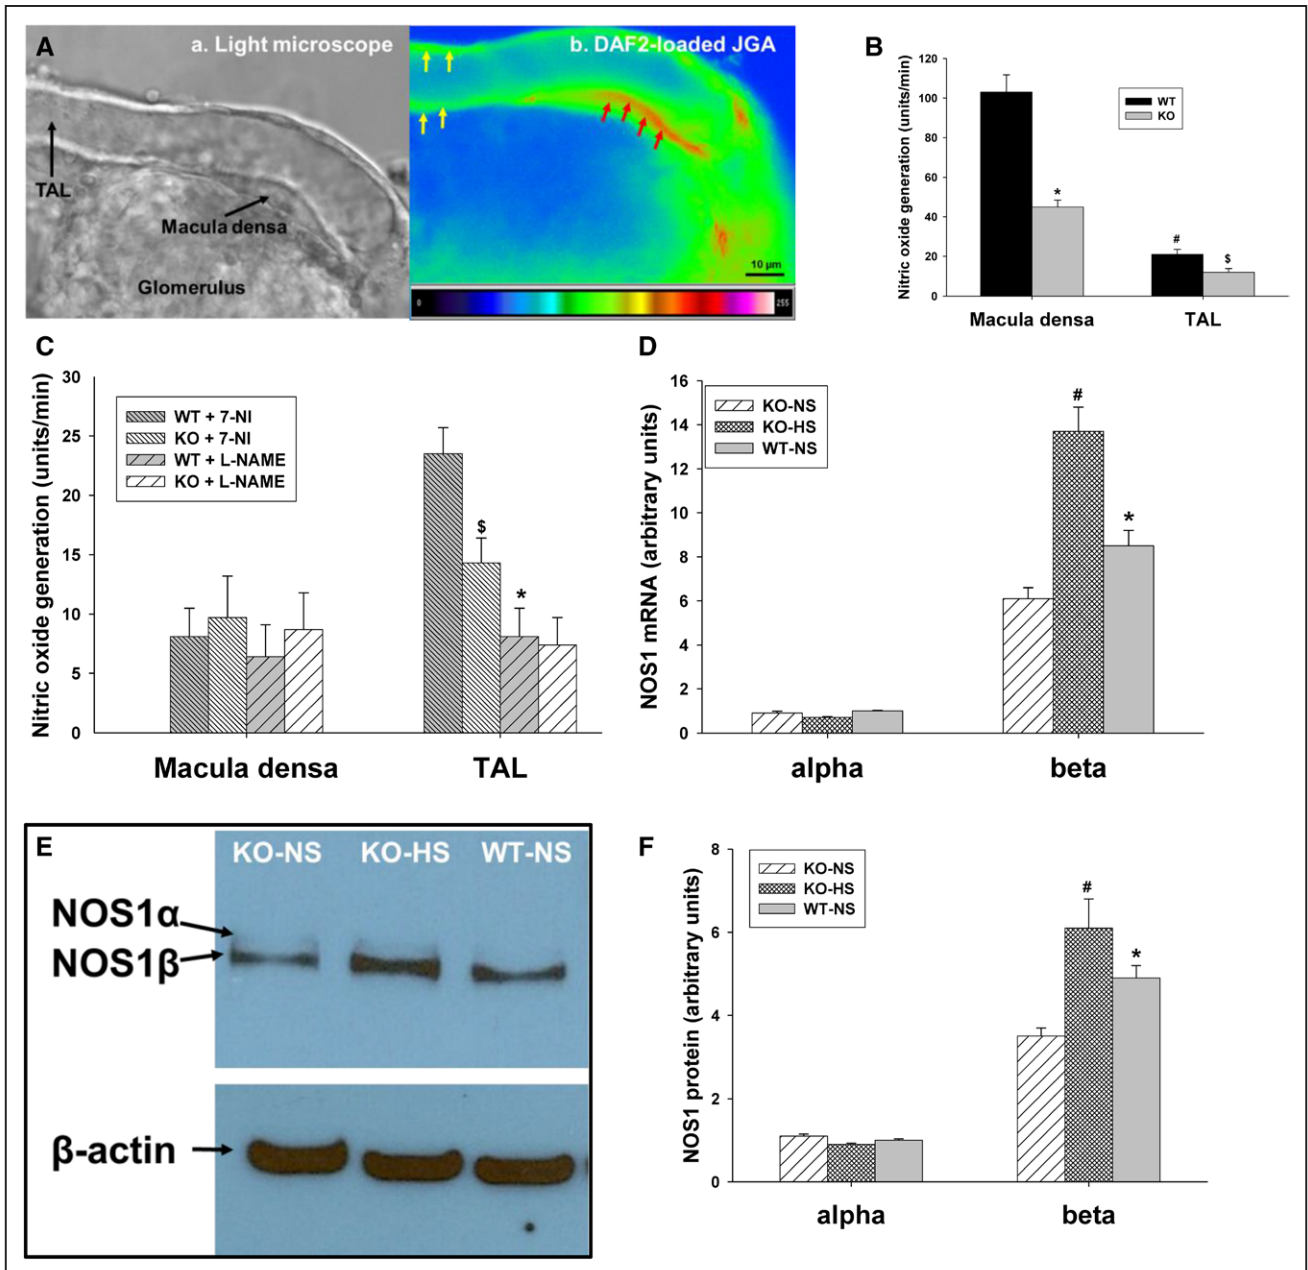 A
a. Light microscope
b. DAF2-loaded JGA
TAL
Macula densa
Glomerulus
10 µm
0
255
B
Nitric oxide generation (units/min)
120
100
80
60
40
20
0
WT
KO
*
#
$
Macula densa
TAL
C
Nitric oxide generation (units/min)
30
25
20
15
10
5
0
WT + 7-NI
KO + 7-NI
WT + L-NAME
KO + L-NAME
$
*
Macula densa
TAL
D
NOS1 mRNA (arbitrary units)
16
14
12
10
8
6
4
2
0
KO-NS
KO-HS
WT-NS
#
*
alpha
beta
E
KO-NS
KO-HS
WT-NS
NOS1α
NOS1β
β-actin
F
NOS1 protein (arbitrary units)
8
6
4
2
0
KO-NS
KO-HS
WT-NS
#
*
alpha
beta